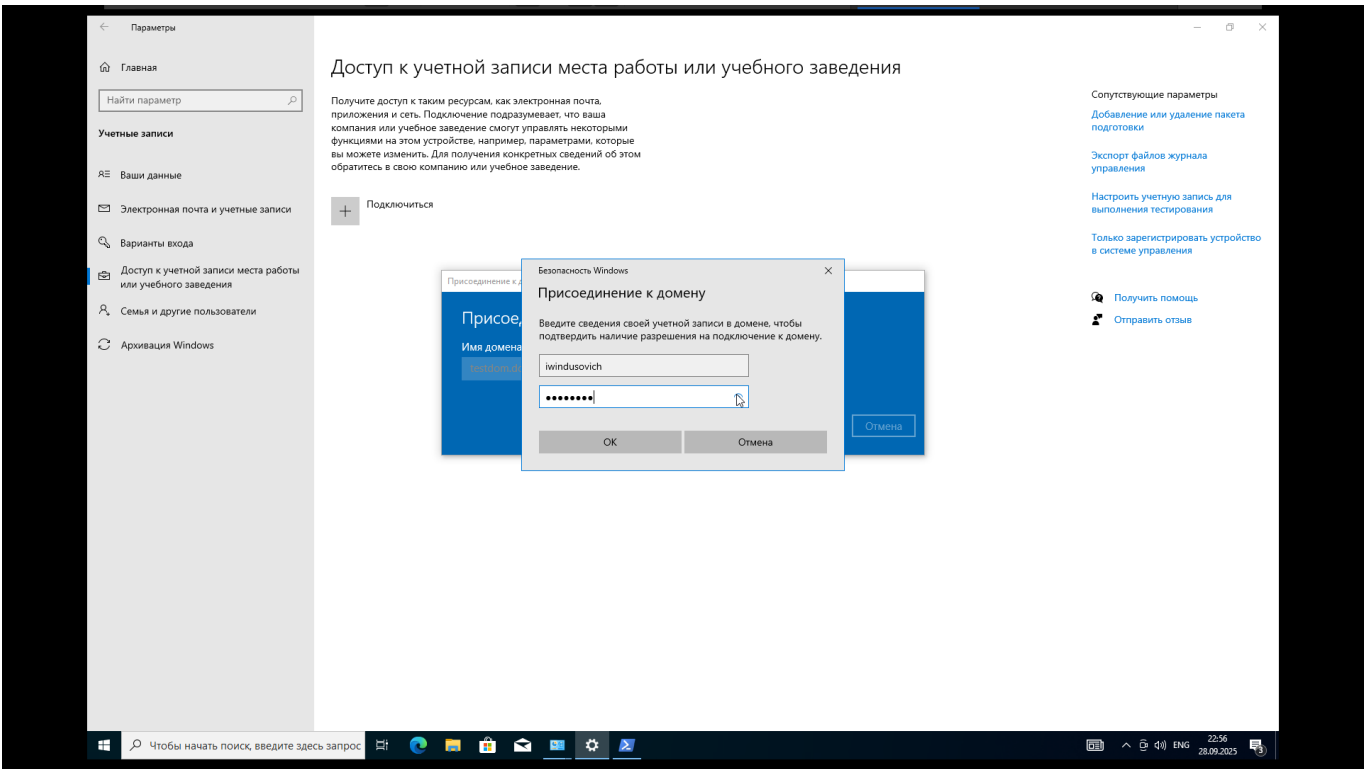 Параметры
Главная
Найти параметр
Учетные записи
Ваши данные
Электронная почта и учетные записи
Варианты входа
Доступ к учетной записи места работы
или учебного заведения
Семья и другие пользователи
Архивация Windows
Доступ к учетной записи места работы или учебного заведения
Получите доступ к таким ресурсам, как электронная почта,
приложения и сеть. Подключение подразумевает, что ваша
компания или учебное заведение смогут управлять некоторыми
функциями на этом устройстве, например, параметрами, которые
вы можете изменить. Для получения конкретных сведений об этом
обратитесь в свою компанию или учебное заведение.
Подключиться
Присоединение к д
Присое
Имя домена
testdom.do
Отмена
Безопасность Windows
Присоединение к домену
Введите сведения своей учетной записи в домене, чтобы
подтвердить наличие разрешения на подключение к домену.
iwindusovich
••••••••
ОК
Отмена
Сопутствующие параметры
Добавление или удаление пакета
подготовки
Экспорт файлов журнала
управления
Настроить учетную запись для
выполнения тестирования
Только зарегистрировать устройство
в системе управления
Получить помощь
Отправить отзыв
Чтобы начать поиск, введите здесь запрос
ENG
22:56
28.09.2025
3